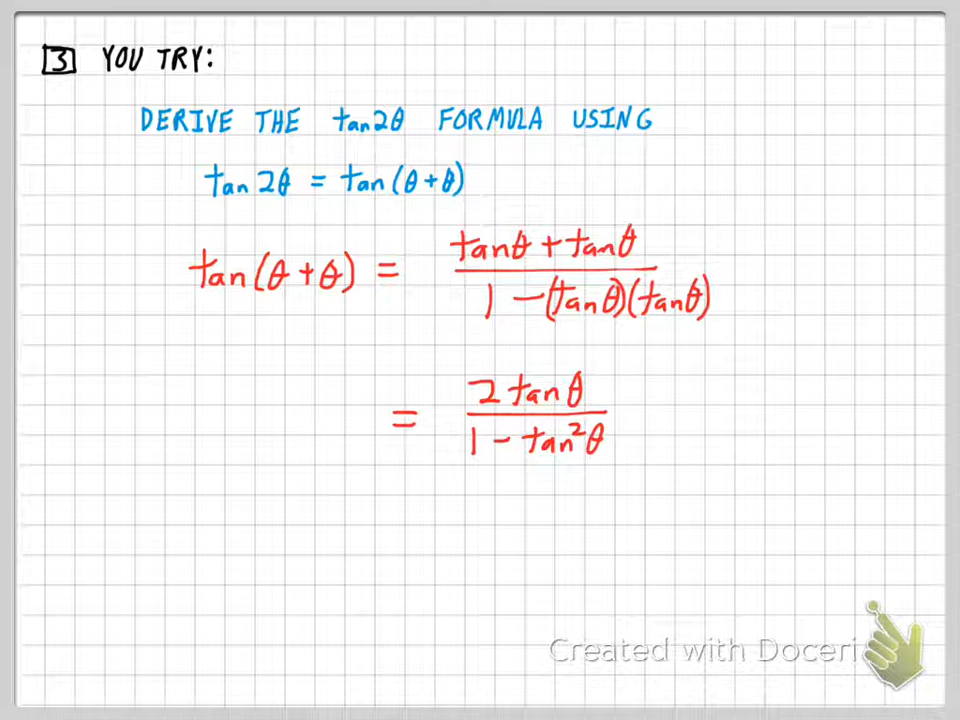 3 YOU TRY:
DERIVE THE tan2θ FORMULA USING
tan 2θ = tan(θ+θ)
tan(θ+θ) = tanθ + tanθ / 1 - (tanθ)(tanθ)
= 2 tanθ / 1 - tan²θ
Created with Doceri